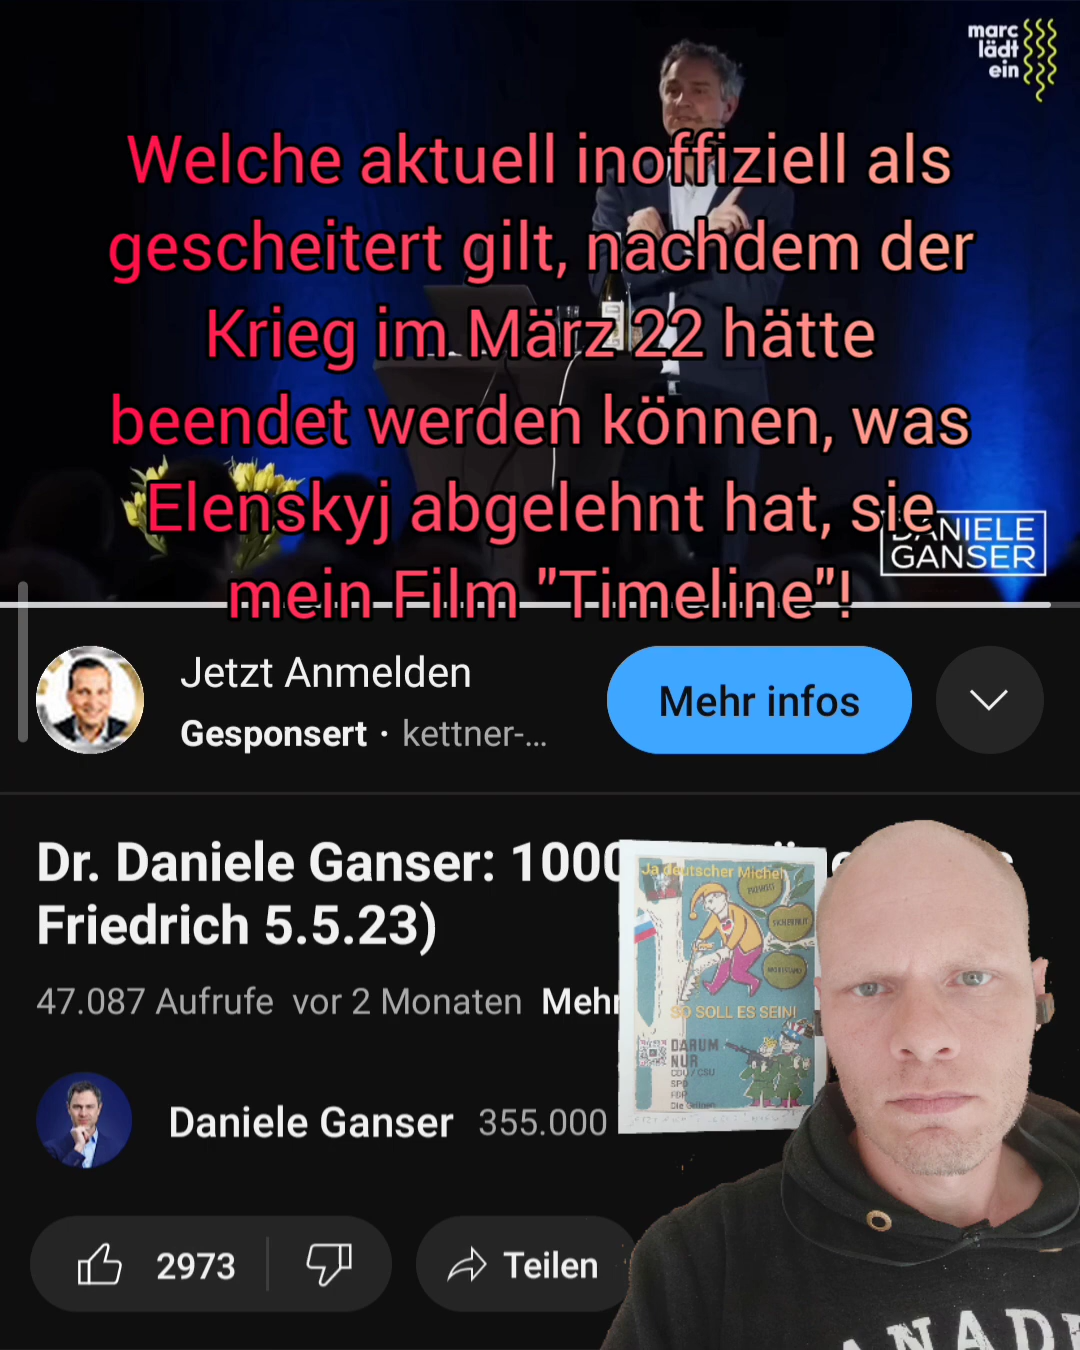 marc
lädt
ein
Welche aktuell inoffiziell als
gescheitert gilt, nachdem der
Krieg im März 22 hätte
beendet werden können, was
Elenskyj abgelehnt hat, sie
mein Film "Timeline"!
DANIELE
GANSER
Jetzt Anmelden
Gesponsert · kettner-...
Mehr infos
Dr. Daniele Ganser: 1000
Friedrich 5.5.23)
47.087 Aufrufe vor 2 Monaten Mehr
Ja deutscher Michel,
SICHERHEIT
SO SOLL ES SEIN!
DARUM
NUR
CDU / CSU
SPD
FDP
Die Grünen
Daniele Ganser 355.000
2973
Teilen